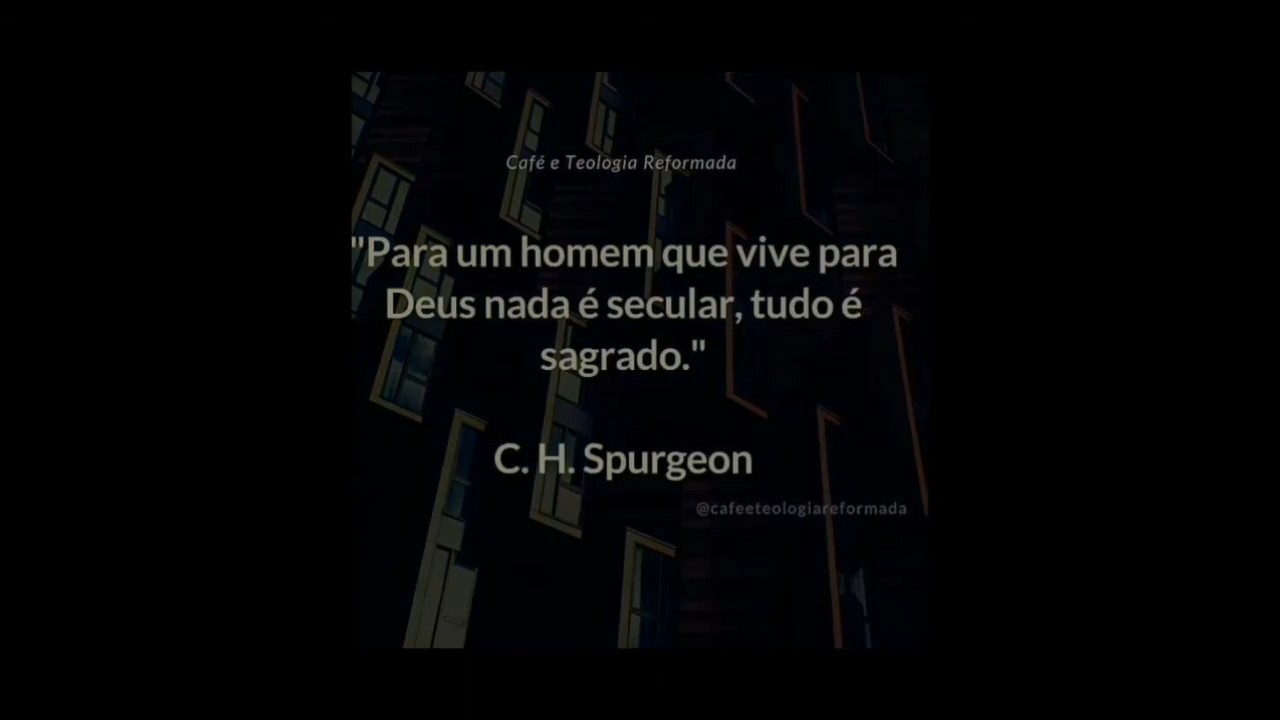 Café e Teologia Reformada
"Para um homem que vive para
Deus nada é secular, tudo é
sagrado."
C. H. Spurgeon
@cafeeteologiareformada